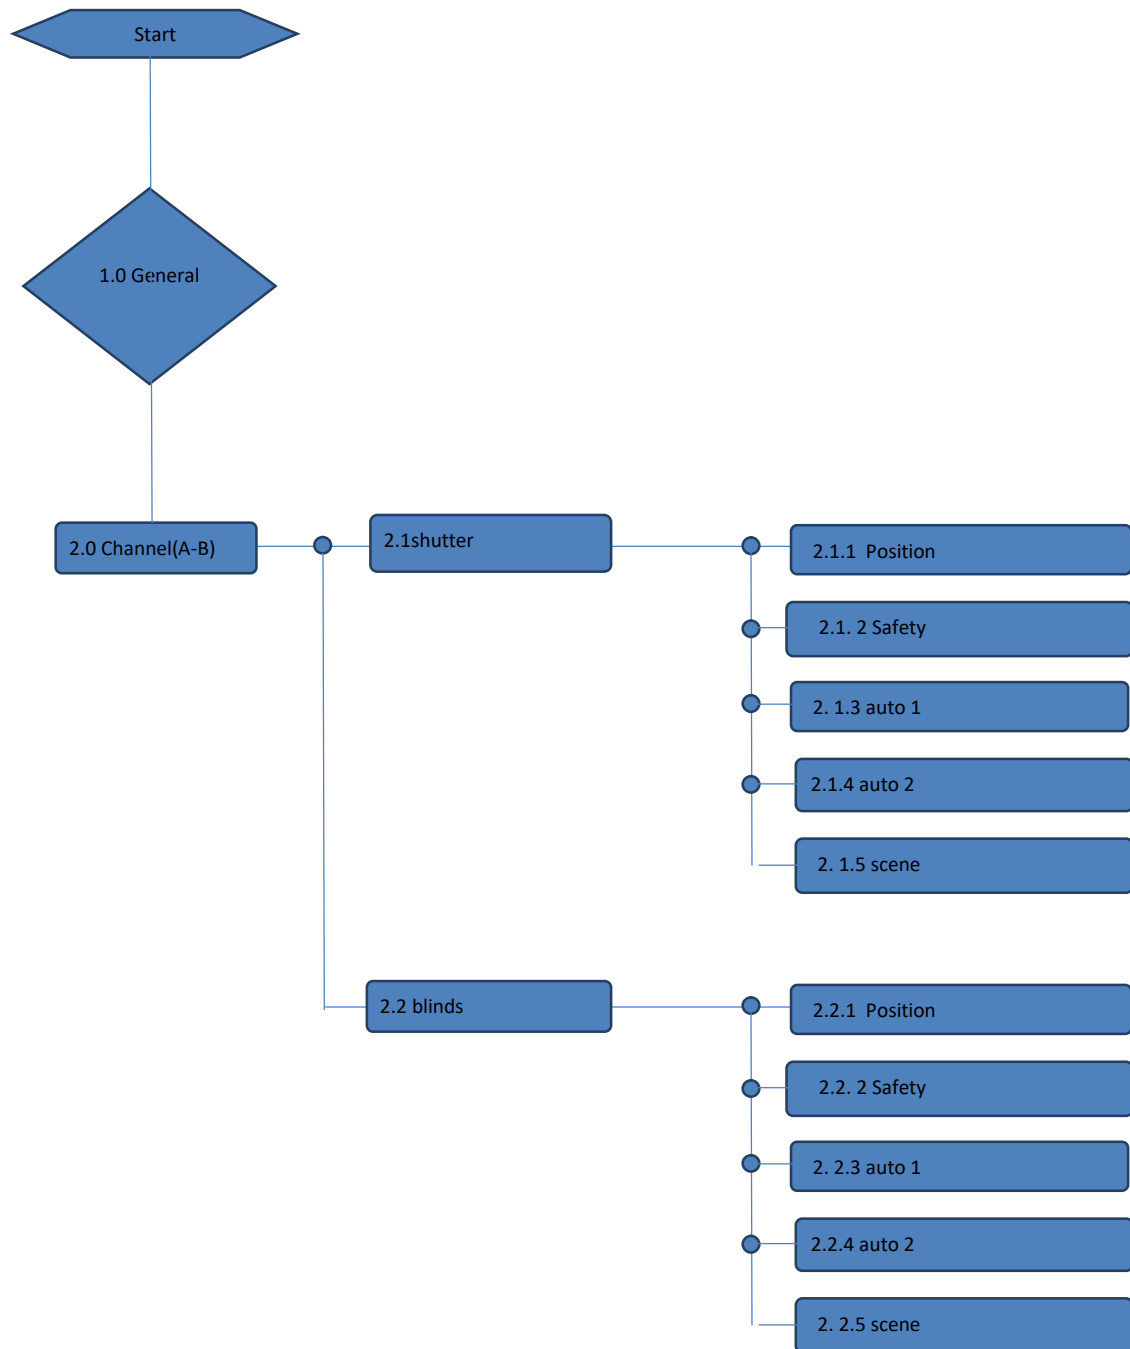 Start
1.0 General
2.0 Channel(A-B)
2.1shutter
2.1.1  Position
2.1. 2 Safety
2. 1.3 auto 1
2.1.4 auto 2
2. 1.5 scene
2.2 blinds
2.2.1  Position
2.2. 2 Safety
2. 2.3 auto 1
2.2.4 auto 2
2. 2.5 scene